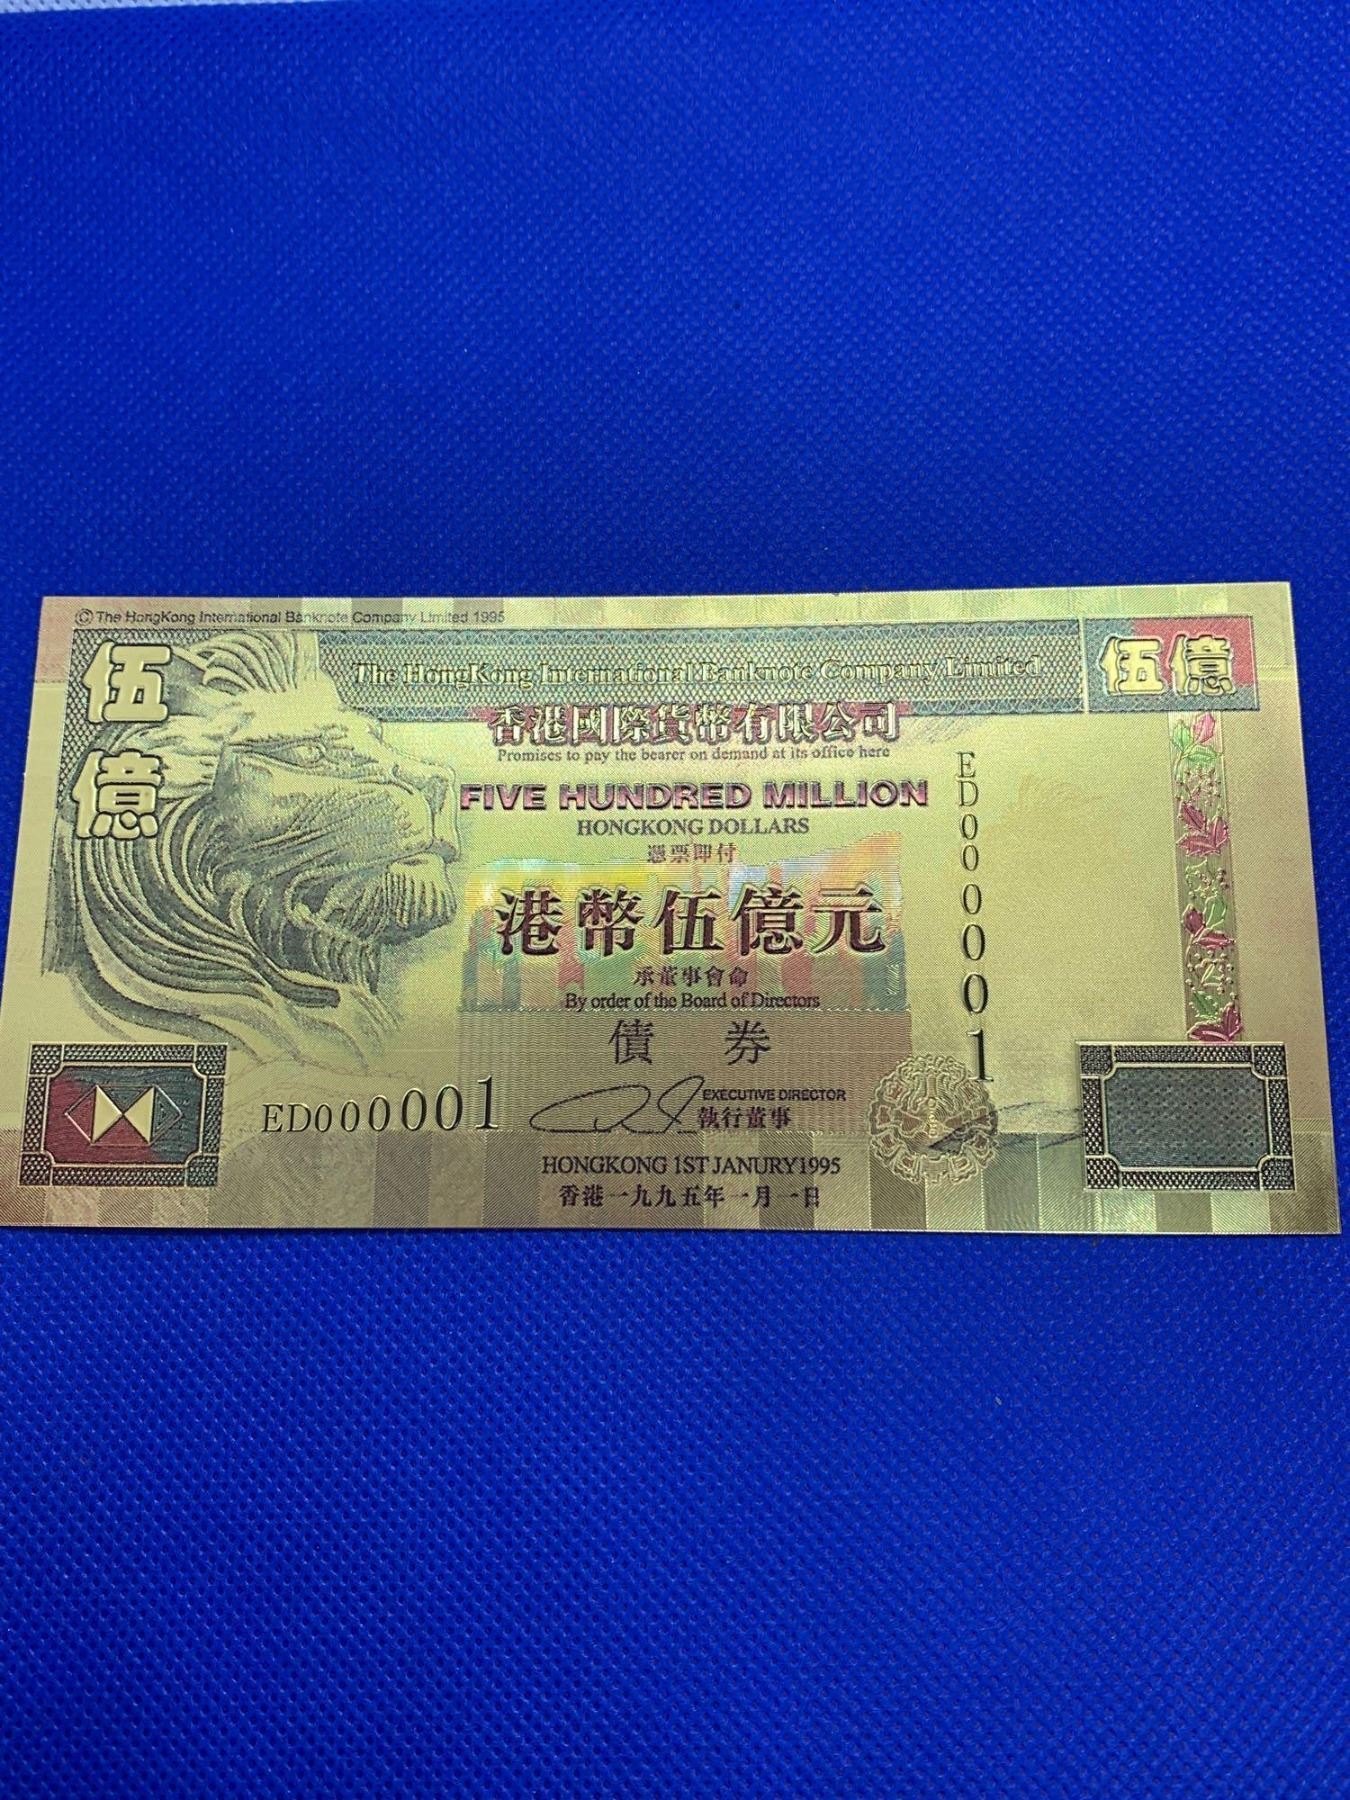 © The HongKong International Banknote Company Limited 1995
伍億
The HongKong International Banknote Company Limited
伍億
香港國際貨幣有限公司
Promises to pay the bearer on demand at its office here
FIVE HUNDRED MILLION
HONGKONG DOLLARS
憑票即付
港幣伍億元
承董事會命
By order of the Board of Directors
債券
ED000001
ED000001
EXECUTIVE DIRECTOR
執行董事
HONGKONG 1ST JANURY1995
香港一九九五年一月一日